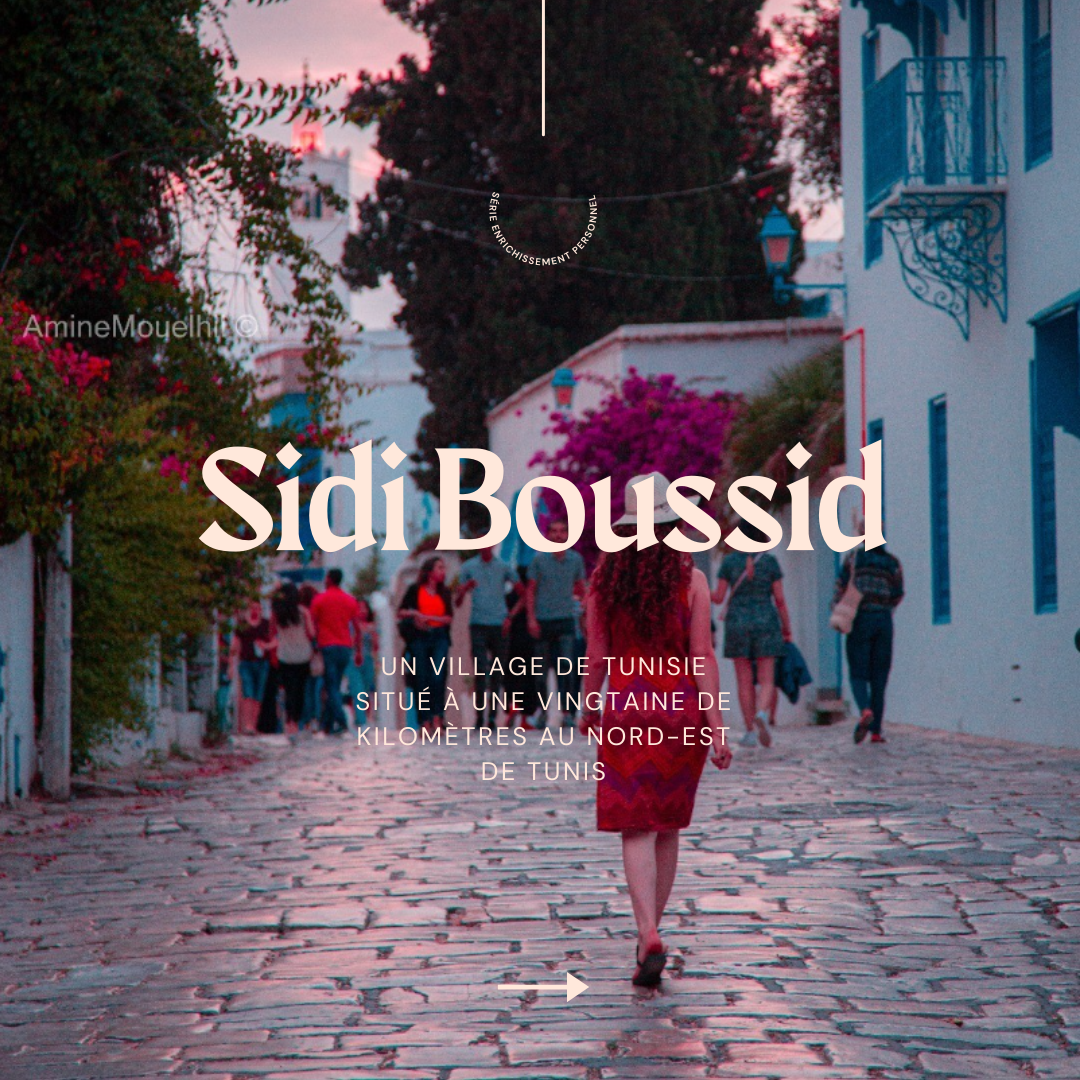 SÉRIE ENRICHISSEMENT PERSONNEL
AmineMouelhii ©
Sidi Boussid
UN VILLAGE DE TUNISIE
SITUÉ À UNE VINGTAINE DE
KILOMÈTRES AU NORD-EST
DE TUNIS